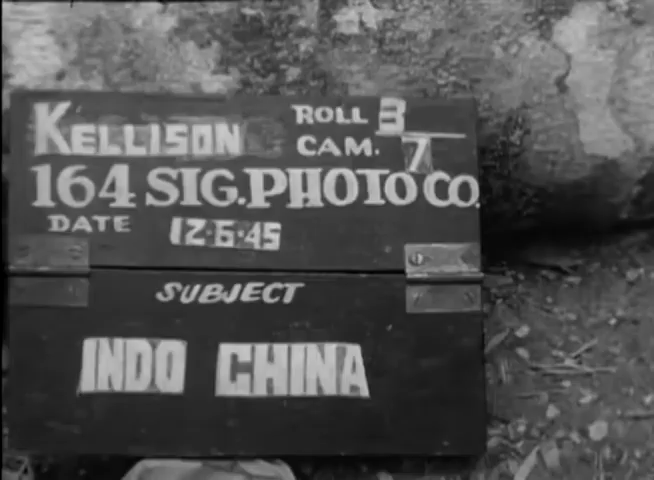 KELLISON ROLL 3
CAM. 7
164 SIG. PHOTO CO.
DATE 12·6·45
SUBJECT
INDO CHINA